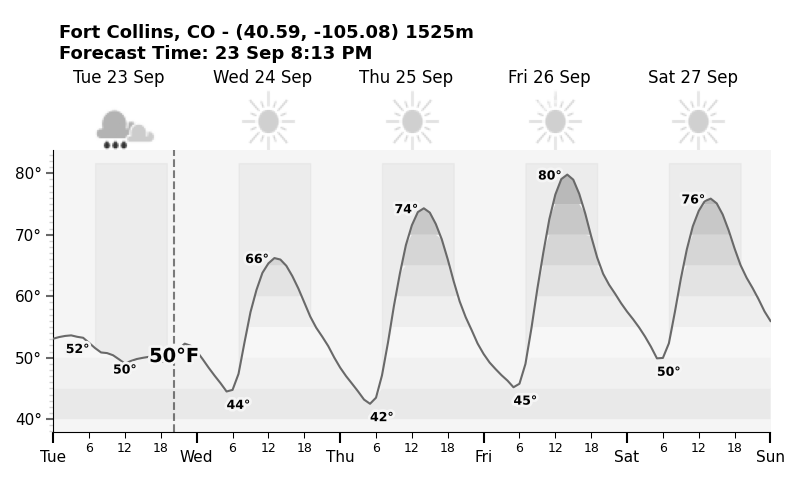 Fort Collins, CO - (40.59, -105.08) 1525m
Forecast Time: 23 Sep 8:13 PM
Tue 23 Sep Wed 24 Sep Thu 25 Sep Fri 26 Sep Sat 27 Sep
80°
80°
76°
74°
70°
66°
60°
52°
50°
50°
50°F
50°
44°
45°
42°
40°
6 12 18 6 12 18 6 12 18 6 12 18 6 12 18
Tue Wed Thu Fri Sat Sun